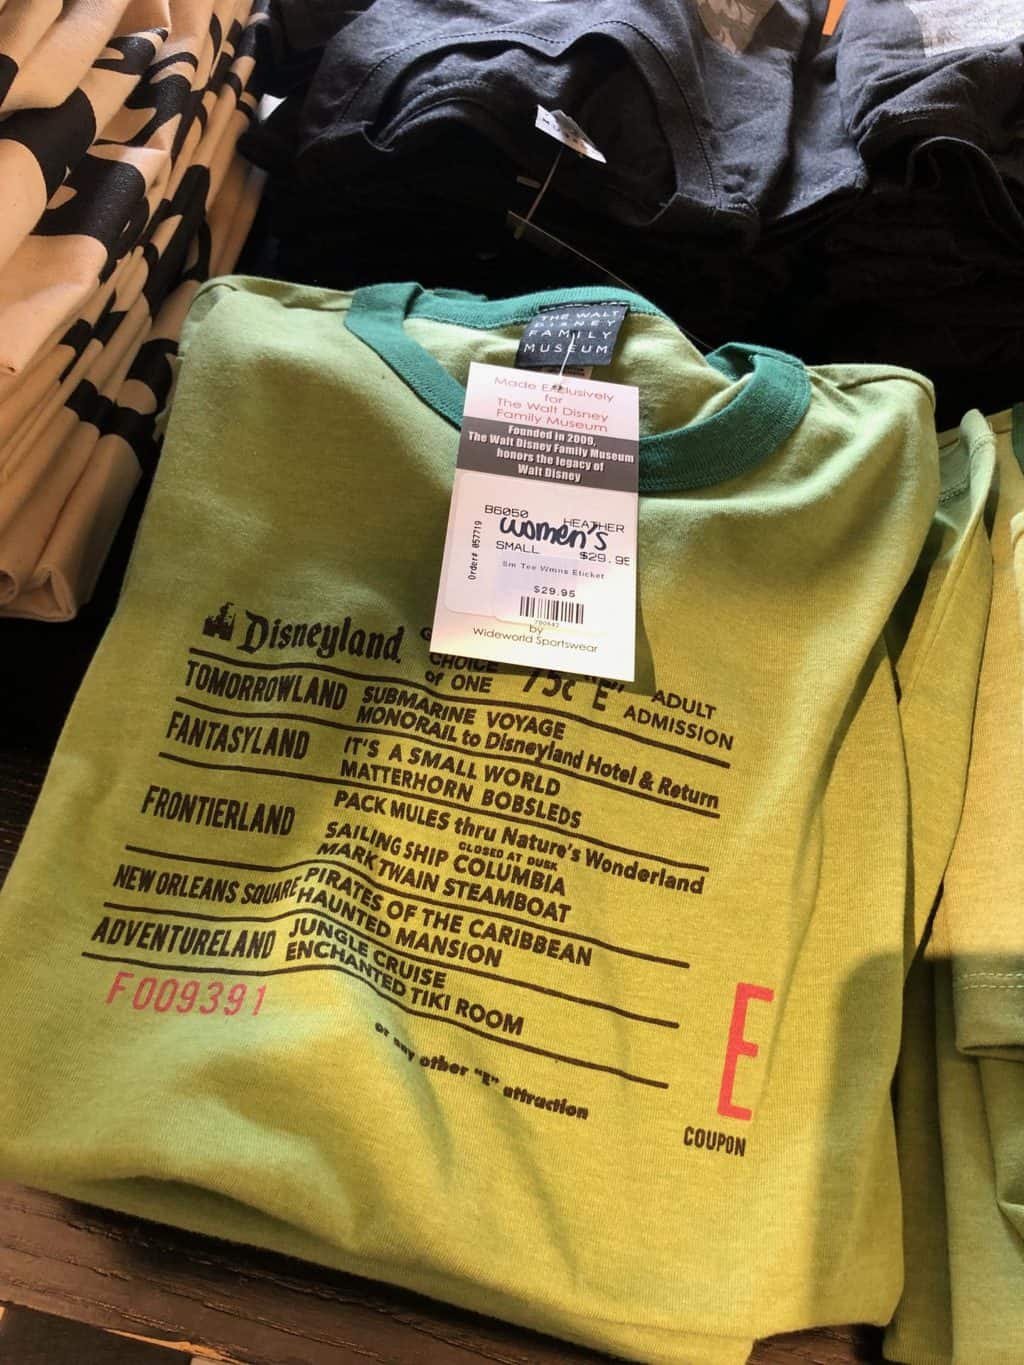 THE WALT
DISNEY
FAMILY
MUSEUM
Made Exclusively
for
The Walt Disney
Family Museum
Founded in 2009,
The Walt Disney Family Museum
honors the legacy of
Walt Disney
B6050 HEATHER
women's
SMALL $29.95
Order# 057719
Sm Tee Wmns Eticket
$29.95
by
Wideworld Sportswear
Disneyland
CHOICE
of ONE
75c "E" ADULT
ADMISSION
TOMORROWLAND SUBMARINE VOYAGE
MONORAIL to Disneyland Hotel & Return
FANTASYLAND IT'S A SMALL WORLD
MATTERHORN BOBSLEDS
FRONTIERLAND PACK MULES thru Nature's Wonderland
CLOSED AT DUSK
SAILING SHIP COLUMBIA
MARK TWAIN STEAMBOAT
NEW ORLEANS SQUARE PIRATES OF THE CARIBBEAN
HAUNTED MANSION
ADVENTURELAND JUNGLE CRUISE
ENCHANTED TIKI ROOM
F009391
or any other "E" attraction
E
COUPON